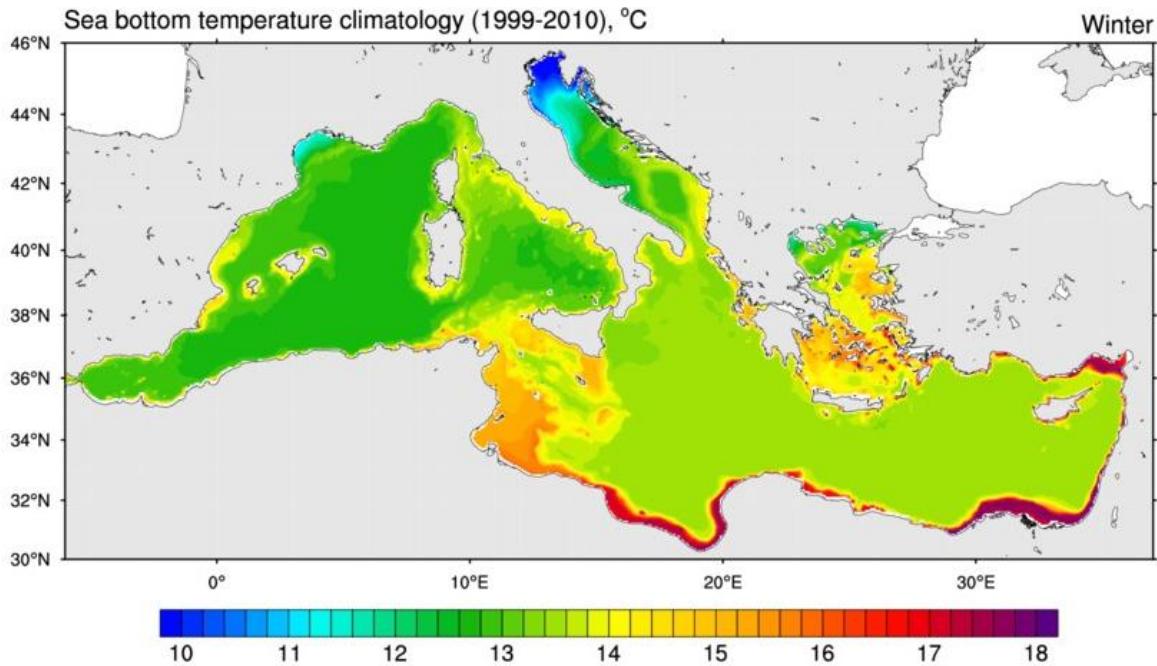 Sea bottom temperature climatology (1999-2010), °C Winter
46°N
44°N
42°N
40°N
38°N
36°N
34°N
32°N
30°N
0° 10°E 20°E 30°E
10 11 12 13 14 15 16 17 18